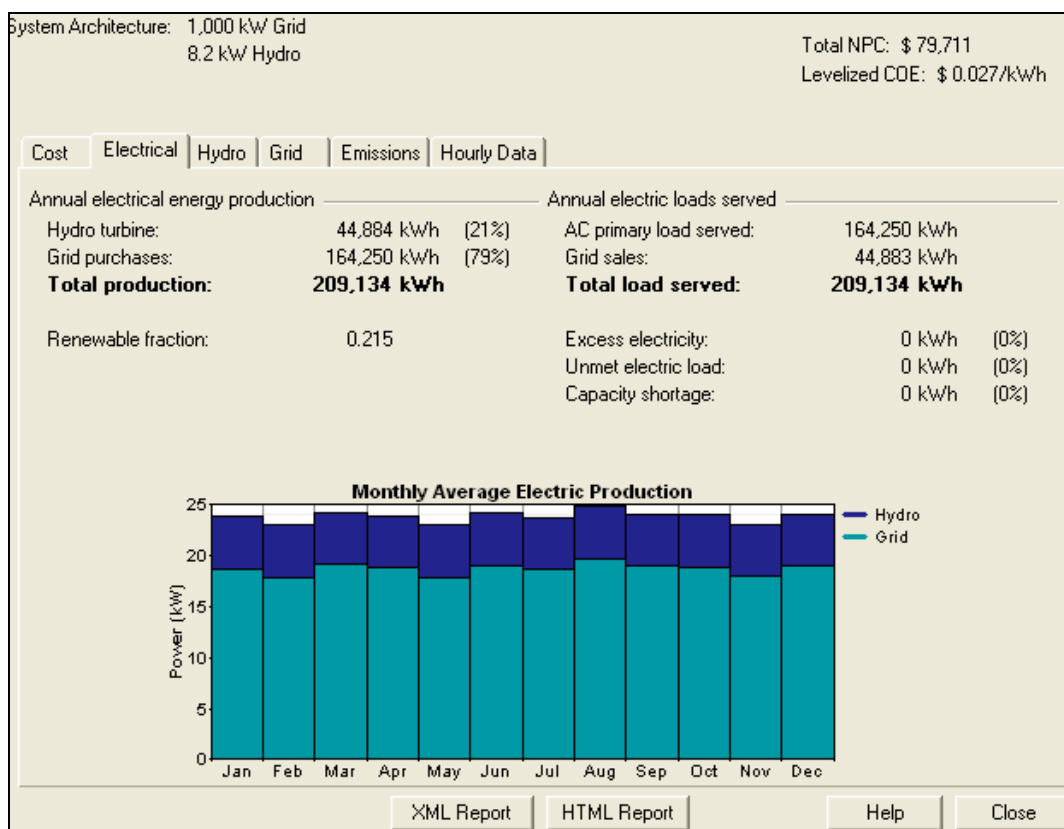 System Architecture: 1,000 kW Grid
8.2 kW Hydro
Total NPC: $ 79,711
Levelized COE: $ 0.027/kWh
Cost Electrical Hydro Grid Emissions Hourly Data
Annual electrical energy production
Hydro turbine: 44,884 kWh (21%)
Grid purchases: 164,250 kWh (79%)
Total production: 209,134 kWh
Renewable fraction: 0.215
Annual electric loads served
AC primary load served: 164,250 kWh
Grid sales: 44,883 kWh
Total load served: 209,134 kWh
Excess electricity: 0 kWh (0%)
Unmet electric load: 0 kWh (0%)
Capacity shortage: 0 kWh (0%)
Monthly Average Electric Production
Power (kW)
25
20
15
10
5
0
Jan Feb Mar Apr May Jun Jul Aug Sep Oct Nov Dec
Hydro
Grid
XML Report HTML Report Help Close